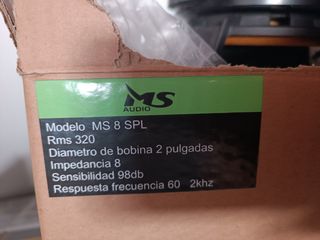 MS
AUDIO
Modelo MS 8 SPL
Rms 320
Diametro de bobina 2 pulgadas
Impedancia 8
Sensibilidad 98db
Respuesta frecuencia 60 2khz